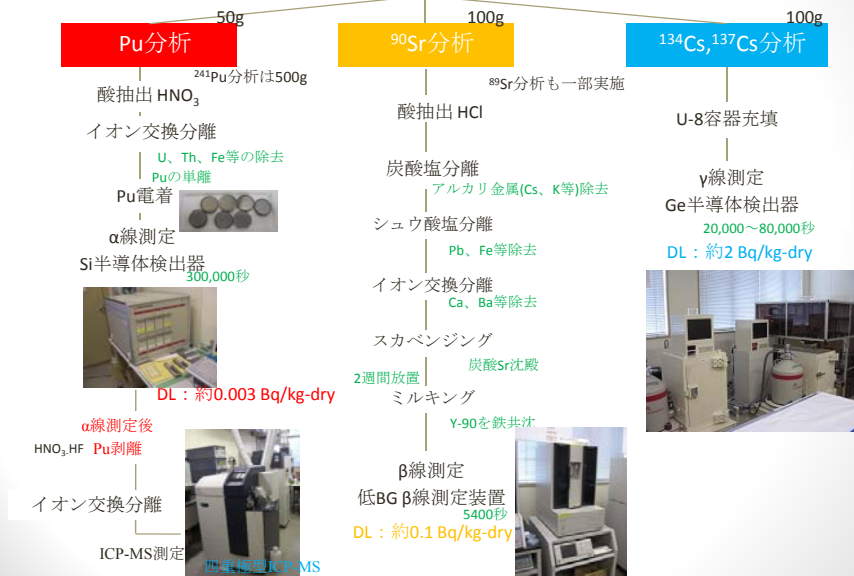 50g
Pu分析
²⁴¹Pu分析は500g
酸抽出 HNO₃
イオン交換分離
U、Th、Fe等の除去
Puの単離
Pu電着
α線測定
Si半導体検出器
300,000秒
DL：約0.003 Bq/kg-dry
α線測定後
HNO₃.HF Pu剥離
イオン交換分離
ICP-MS測定
四重極型ICP-MS
100g
⁹⁰Sr分析
⁸⁹Sr分析も一部実施
酸抽出 HCl
炭酸塩分離
アルカリ金属(Cs、K等)除去
シュウ酸塩分離
Pb、Fe等除去
イオン交換分離
Ca、Ba等除去
スカベンジング
炭酸Sr沈殿
2週間放置
ミルキング
Y-90を鉄共沈
β線測定
低BG β線測定装置
5400秒
DL：約0.1 Bq/kg-dry
100g
¹³⁴Cs,¹³⁷Cs分析
U-8容器充填
γ線測定
Ge半導体検出器
20,000～80,000秒
DL：約2 Bq/kg-dry